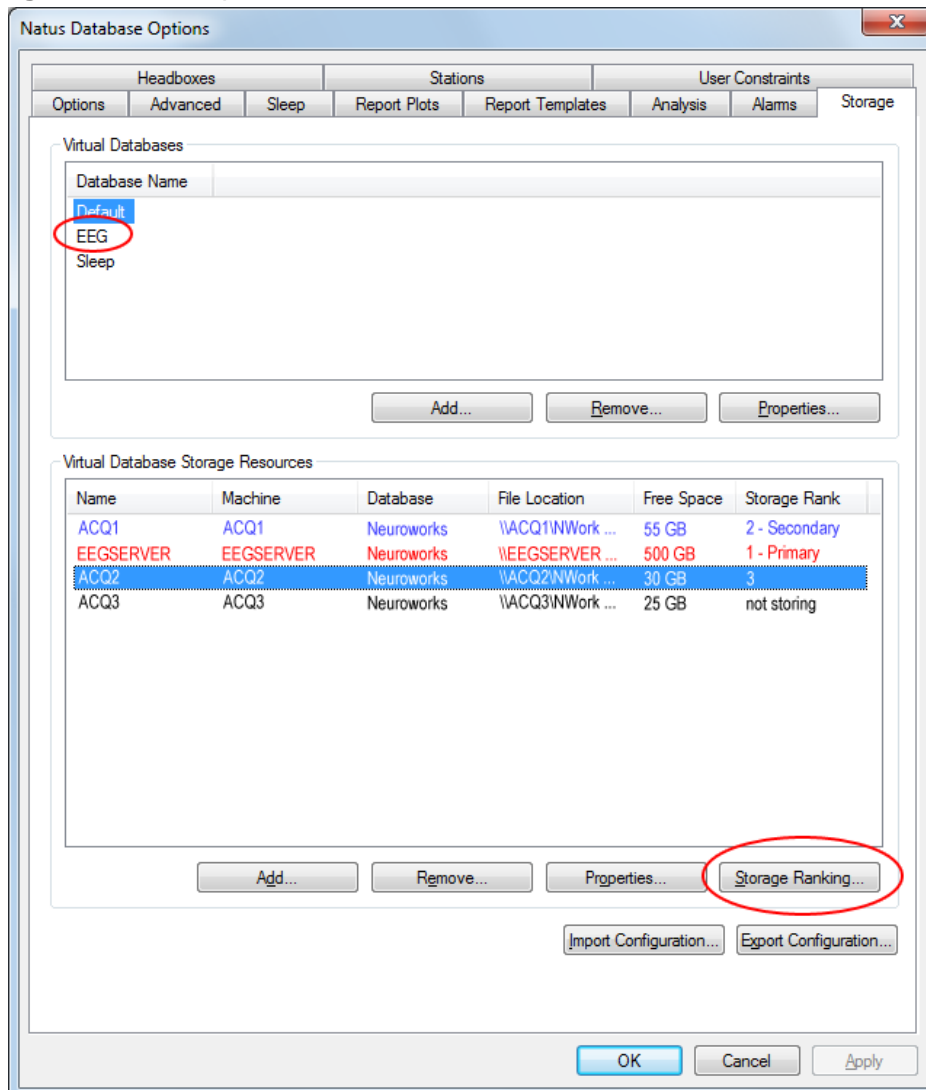 Natus Database Options
X
Headboxes Stations User Constraints
Options Advanced Sleep Report Plots Report Templates Analysis Alarms Storage
Virtual Databases
Database Name
Default
EEG
Sleep
Add... Remove... Properties...
Virtual Database Storage Resources
Name Machine Database File Location Free Space Storage Rank
ACQ1 ACQ1 Neuroworks \\ACQ1\NWork ... 55 GB 2 - Secondary
EEGSERVER EEGSERVER Neuroworks \\EEGSERVER ... 500 GB 1 - Primary
ACQ2 ACQ2 Neuroworks \\ACQ2\NWork ... 30 GB 3
ACQ3 ACQ3 Neuroworks \\ACQ3\NWork ... 25 GB not storing
Add... Remove... Properties... Storage Ranking...
Import Configuration... Export Configuration...
OK Cancel Apply